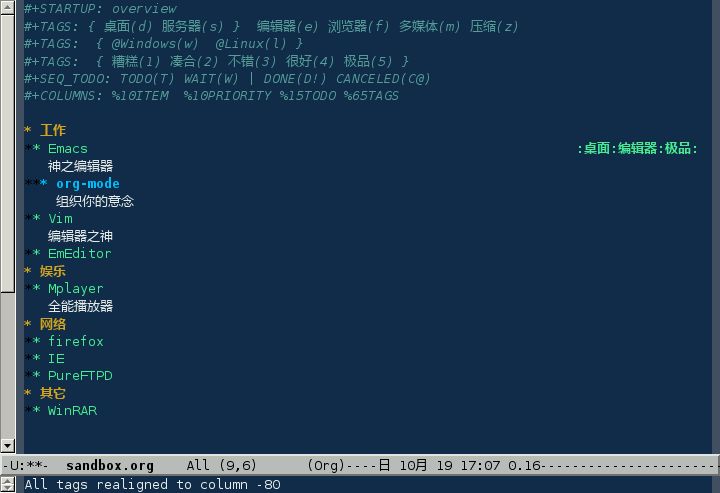 #+STARTUP: overview
#+TAGS: { 桌面(d) 服务器(s) }  编辑器(e) 浏览器(f) 多媒体(m) 压缩(z)
#+TAGS:  { @Windows(w)  @Linux(l) }
#+TAGS:  { 糟糕(1) 凑合(2) 不错(3) 很好(4) 极品(5) }
#+SEQ_TODO: TODO(T) WAIT(W) | DONE(D!) CANCELED(C@)
#+COLUMNS: %10ITEM  %10PRIORITY %15TODO %65TAGS
* 工作
** Emacs :桌面:编辑器:极品:
神之编辑器
*** org-mode
组织你的意念
** Vim
编辑器之神
** EmEditor
* 娱乐
** Mplayer
全能播放器
* 网络
** firefox
** IE
** PureFTPD
* 其它
** WinRAR
-U:**-  sandbox.org    All (9,6)      (Org)----日 10月 19 17:07 0.16-----------------------
All tags realigned to column -80